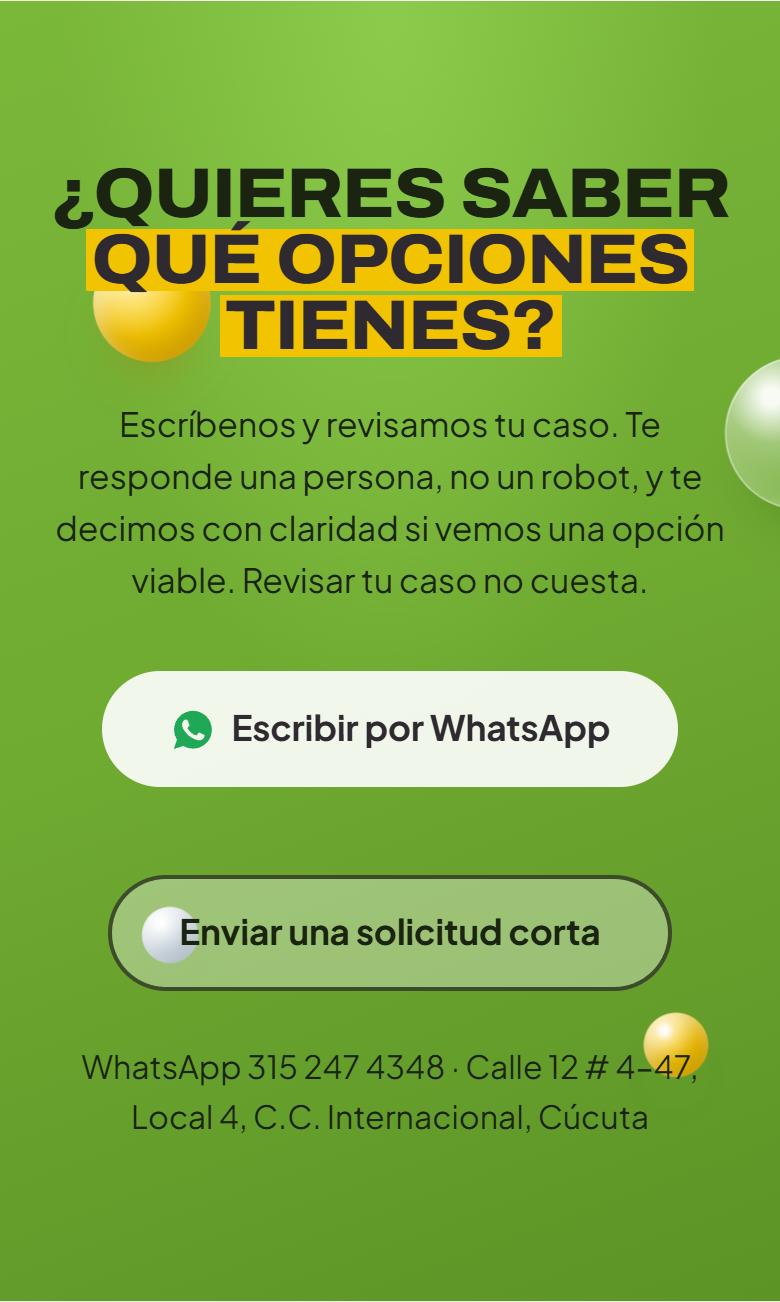 ¿QUIERES SABER
QUÉ OPCIONES
TIENES?
Escríbenos y revisamos tu caso. Te
responde una persona, no un robot, y te
decimos con claridad si vemos una opción
viable. Revisar tu caso no cuesta.
Escribir por WhatsApp
Enviar una solicitud corta
WhatsApp 315 247 4348 · Calle 12 # 4–47,
Local 4, C.C. Internacional, Cúcuta